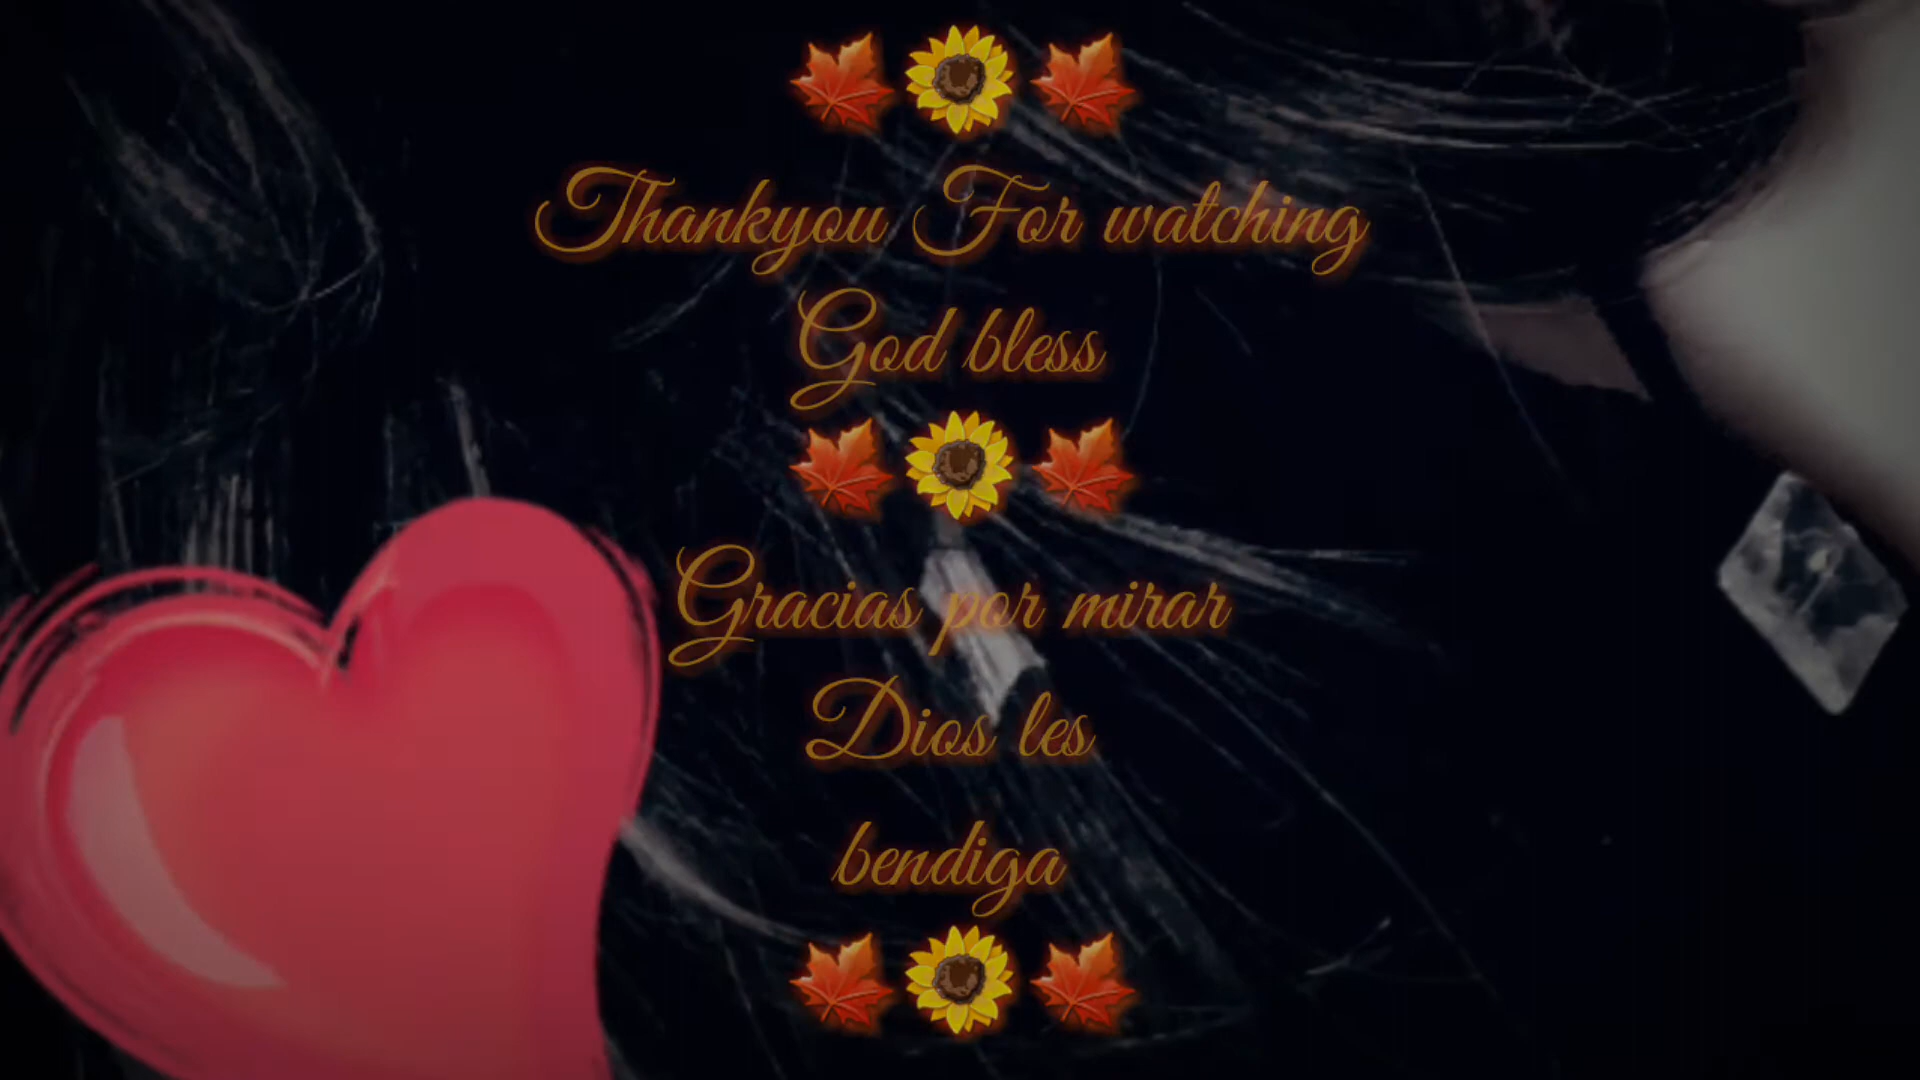 🍁🌻🍁
Thankyou For watching
God bless
🍁🌻🍁
Gracias por mirar
Dios les
bendiga
🍁🌻🍁